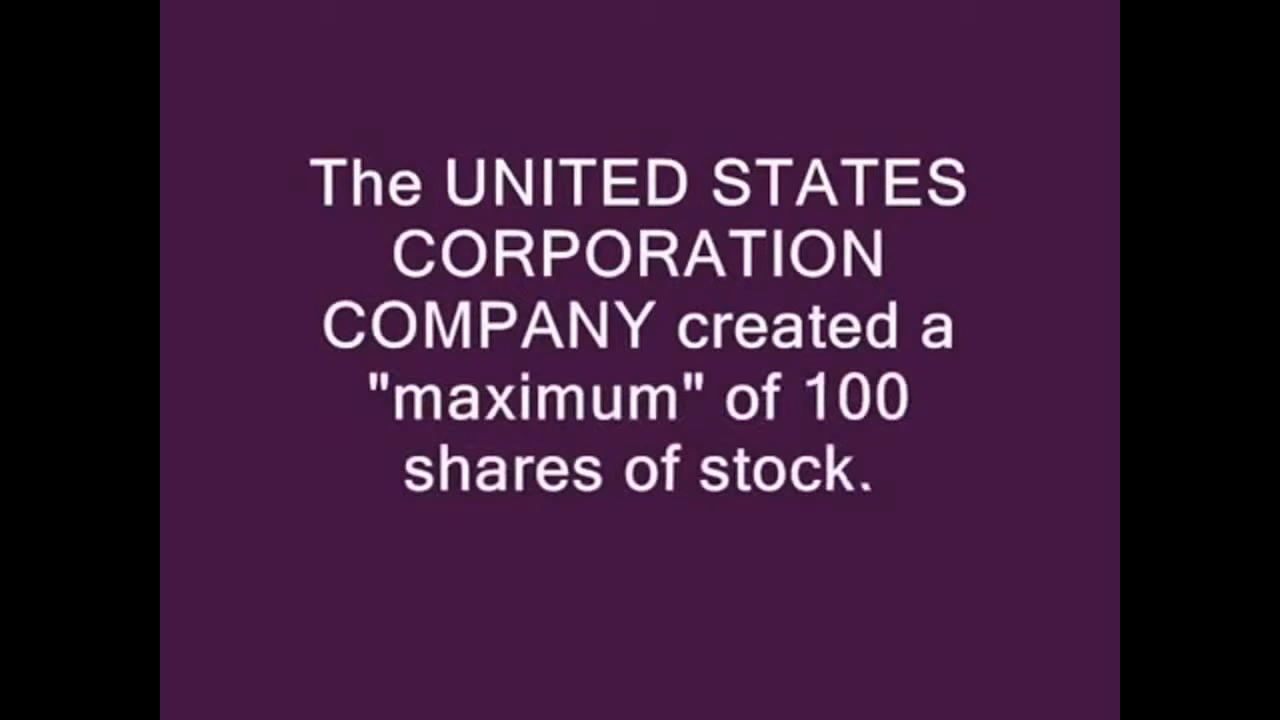 The UNITED STATES
CORPORATION
COMPANY created a
"maximum" of 100
shares of stock.